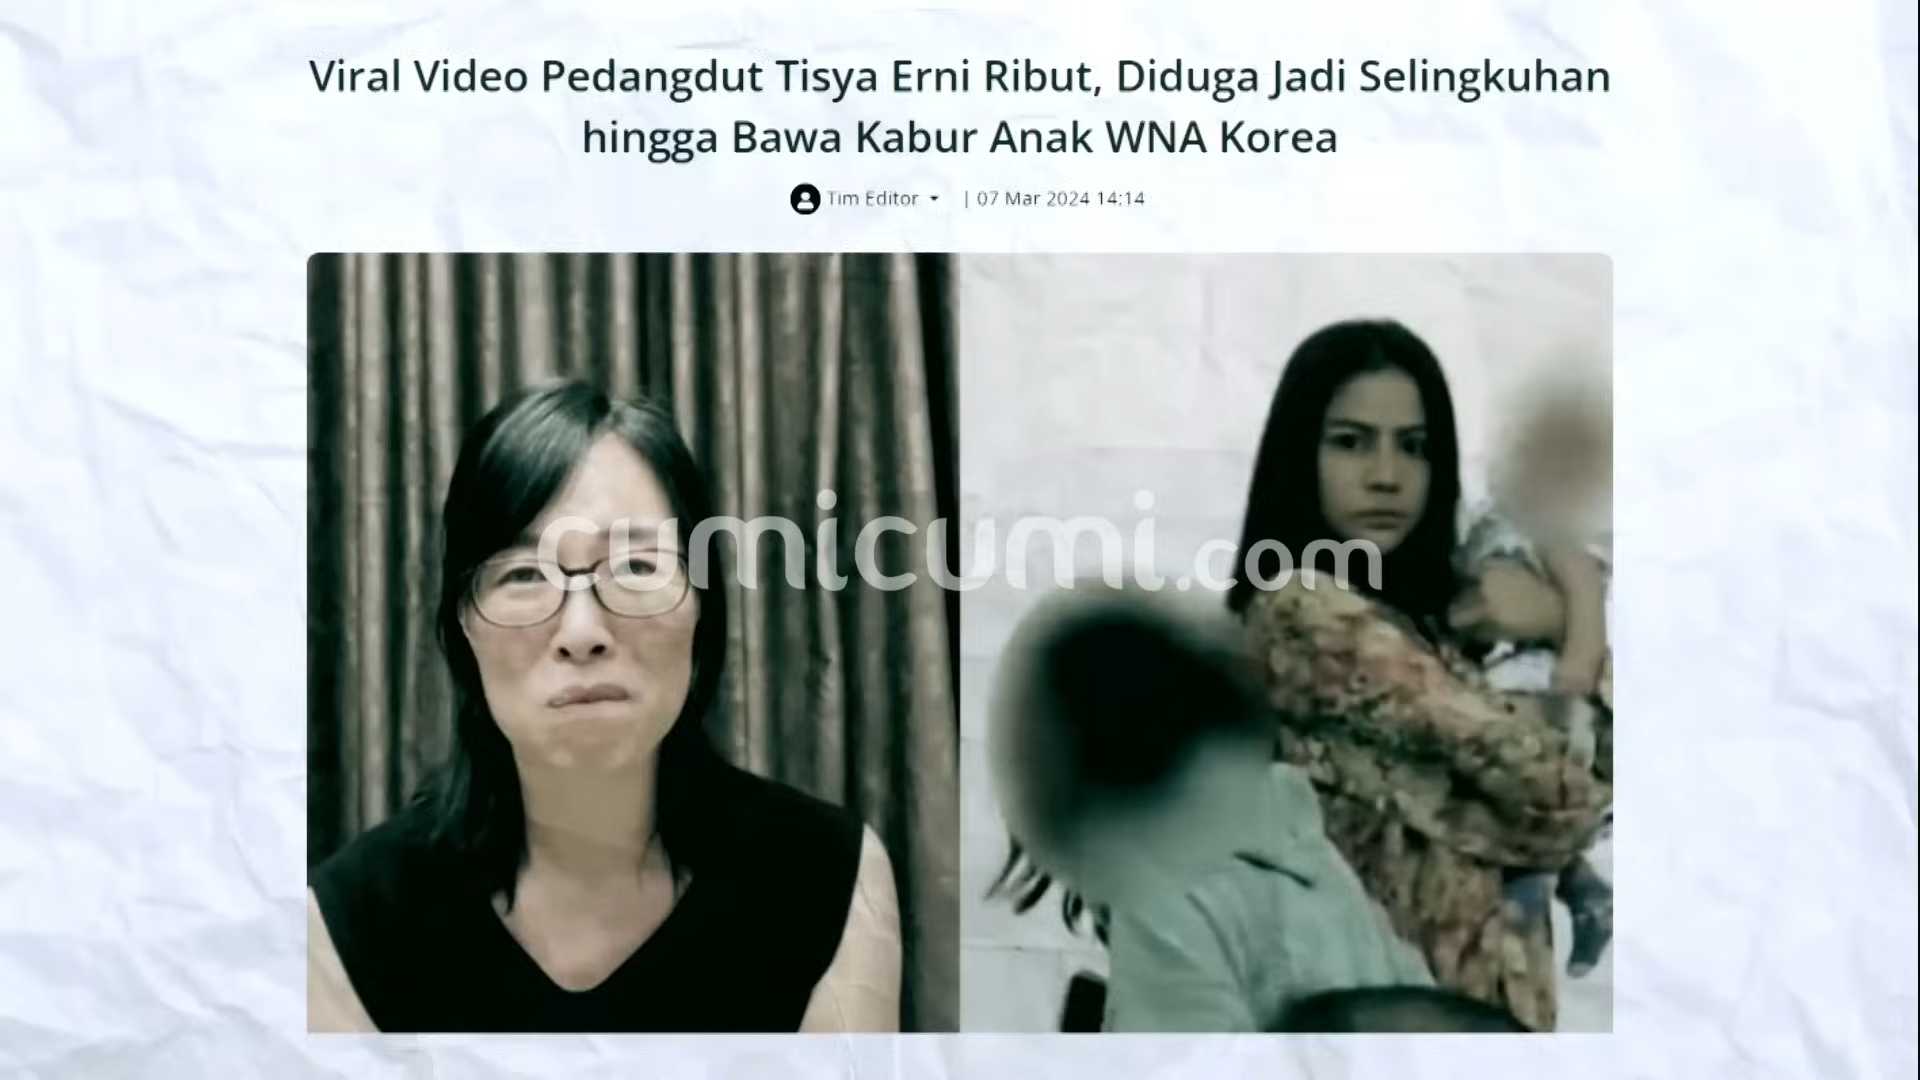 Viral Video Pedangdut Tisya Erni Ribut, Diduga Jadi Selingkuhan
hingga Bawa Kabur Anak WNA Korea
Tim Editor | 07 Mar 2024 14:14
cumicumi.com